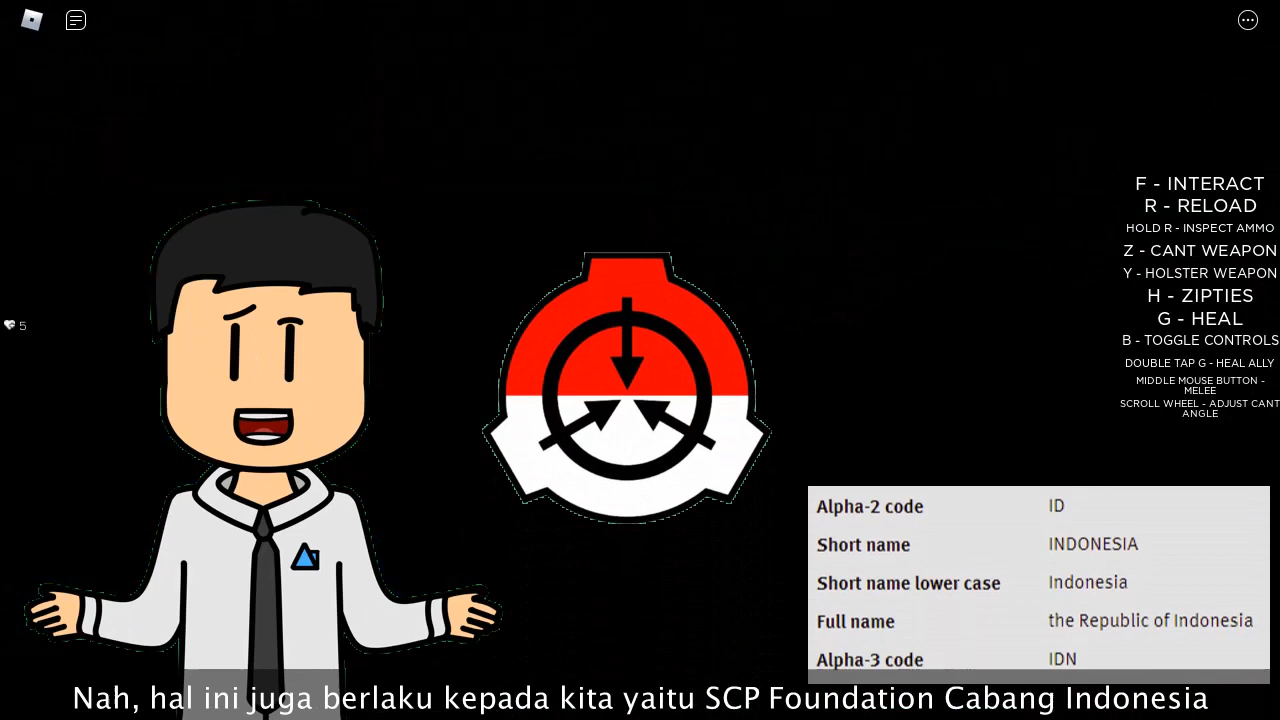 F - INTERACT
R - RELOAD
HOLD R - INSPECT AMMO
Z - CANT WEAPON
Y - HOLSTER WEAPON
H - ZIPTIES
G - HEAL
B - TOGGLE CONTROLS
DOUBLE TAP G - HEAL ALLY
MIDDLE MOUSE BUTTON -
MELEE
SCROLL WHEEL - ADJUST CANT
ANGLE
5
Alpha-2 code ID
Short name INDONESIA
Short name lower case Indonesia
Full name the Republic of Indonesia
Alpha-3 code IDN
Nah, hal ini juga berlaku kepada kita yaitu SCP Foundation Cabang Indonesia